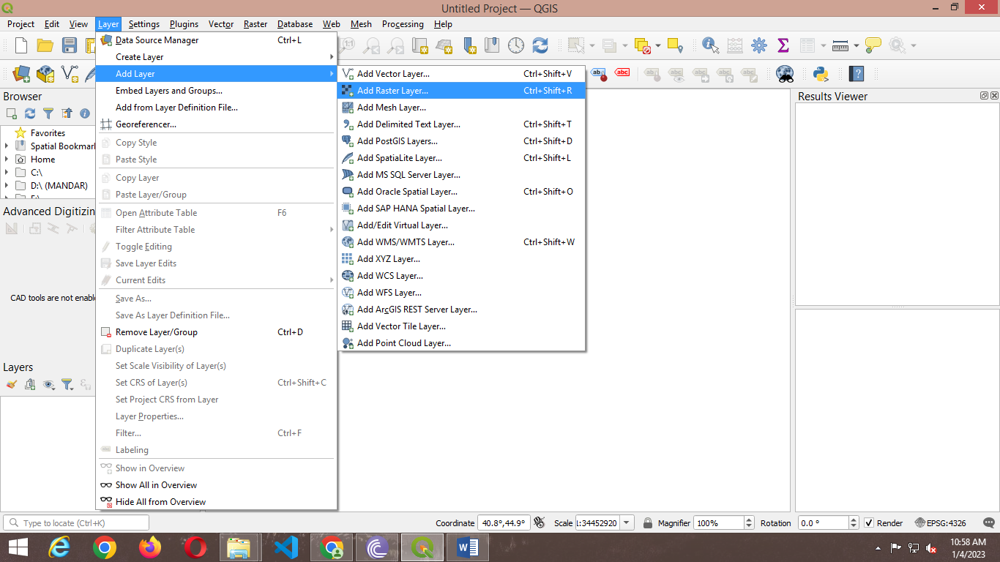 Untitled Project — QGIS
Project Edit View Layer Settings Plugins Vector Raster Database Web Mesh Processing Help
Data Source Manager Ctrl+L
Create Layer
Add Layer
Embed Layers and Groups...
Add from Layer Definition File...
Georeferencer...
Copy Style
Paste Style
Copy Layer
Paste Layer/Group
Open Attribute Table F6
Filter Attribute Table
Toggle Editing
Save Layer Edits
Current Edits
Save As...
Save As Layer Definition File...
Remove Layer/Group Ctrl+D
Duplicate Layer(s)
Set Scale Visibility of Layer(s)
Set CRS of Layer(s) Ctrl+Shift+C
Set Project CRS from Layer
Layer Properties...
Filter... Ctrl+F
Labeling
Show in Overview
Show All in Overview
Hide All from Overview
Add Vector Layer... Ctrl+Shift+V
Add Raster Layer... Ctrl+Shift+R
Add Mesh Layer...
Add Delimited Text Layer... Ctrl+Shift+T
Add PostGIS Layers... Ctrl+Shift+D
Add SpatiaLite Layer... Ctrl+Shift+L
Add MS SQL Server Layer...
Add Oracle Spatial Layer... Ctrl+Shift+O
Add SAP HANA Spatial Layer...
Add/Edit Virtual Layer...
Add WMS/WMTS Layer... Ctrl+Shift+W
Add XYZ Layer...
Add WCS Layer...
Add WFS Layer...
Add ArcGIS REST Server Layer...
Add Vector Tile Layer...
Add Point Cloud Layer...
1:1
abc
abc
Browser
Favorites
Spatial Bookmar
Home
C:\
D:\ (MANDAR)
Advanced Digitizin
CAD tools are not enable
Layers
Results Viewer
Type to locate (Ctrl+K)
Coordinate 40.8°,44.9° Scale 1:34452920 Magnifier 100% Rotation 0.0 ° Render EPSG:4326
10:58 AM
1/4/2023